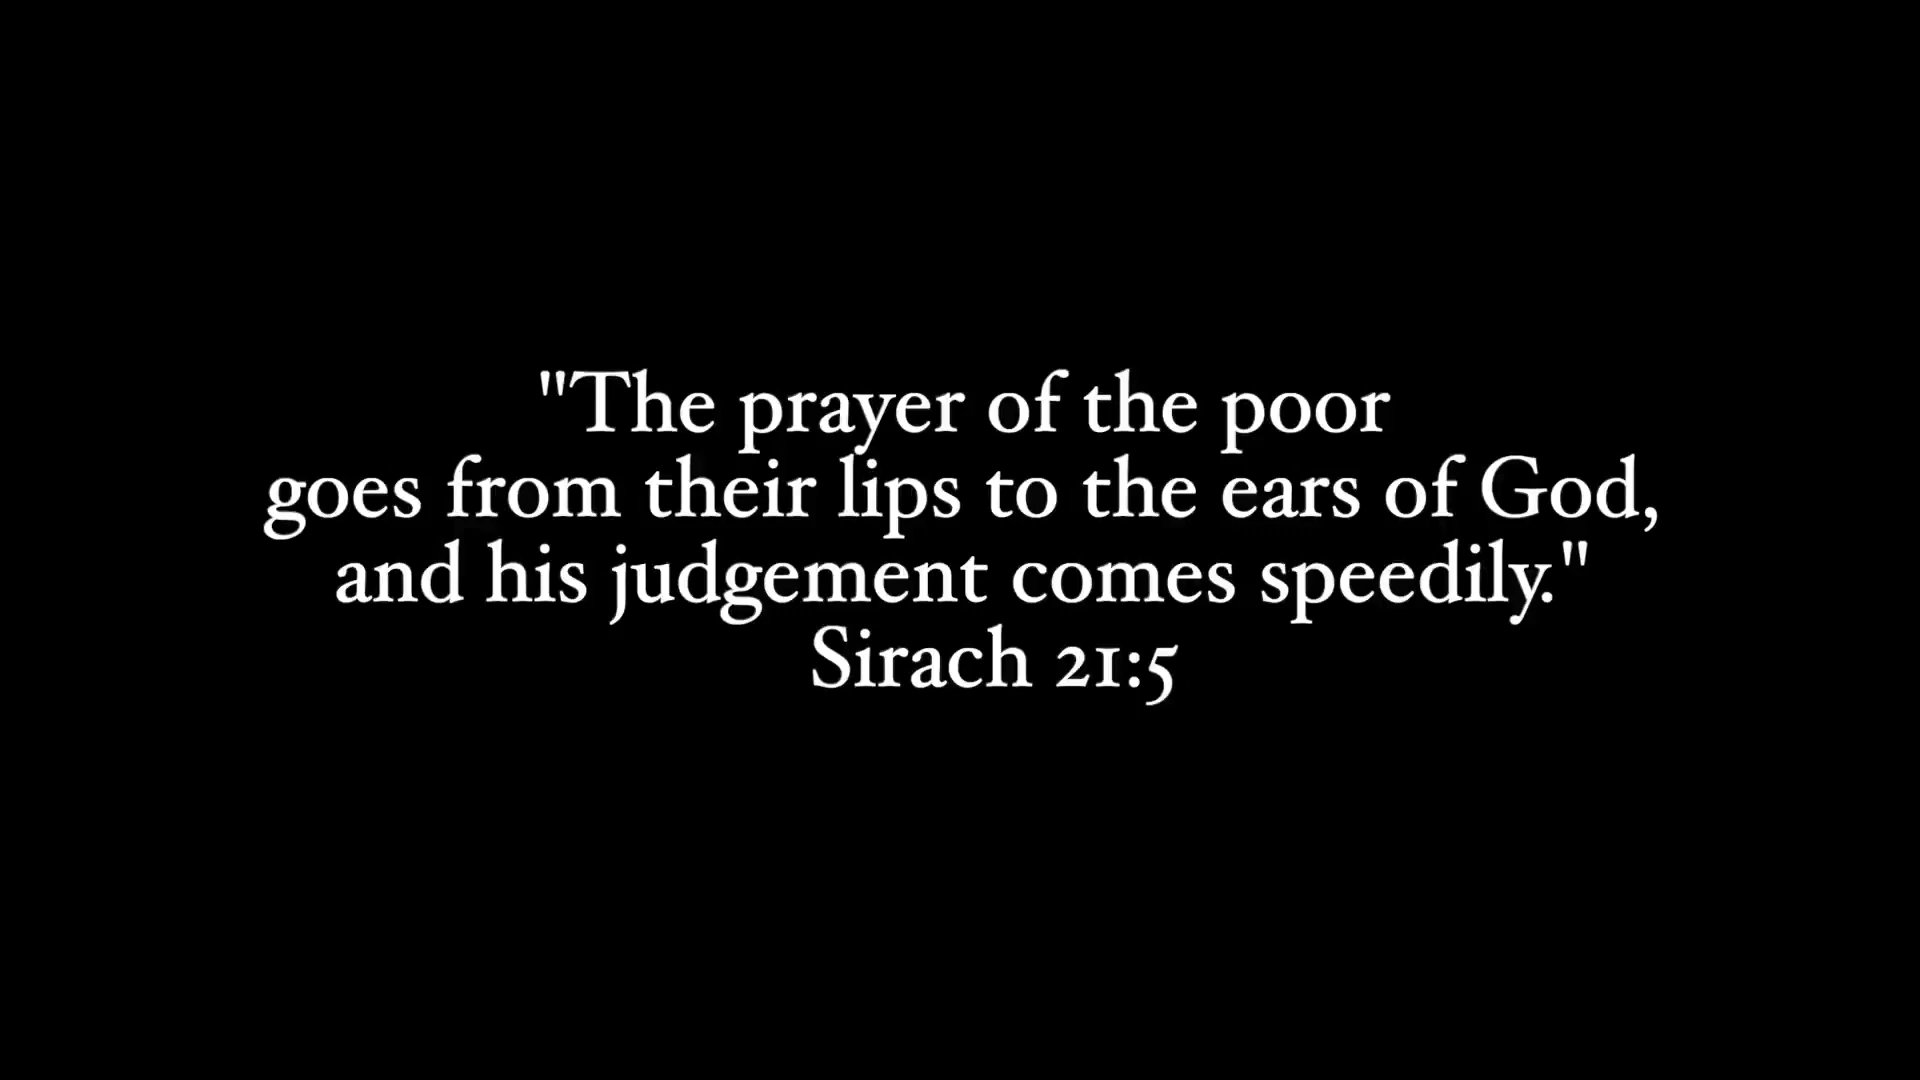 "The prayer of the poor
goes from their lips to the ears of God,
and his judgement comes speedily."
Sirach 21:5